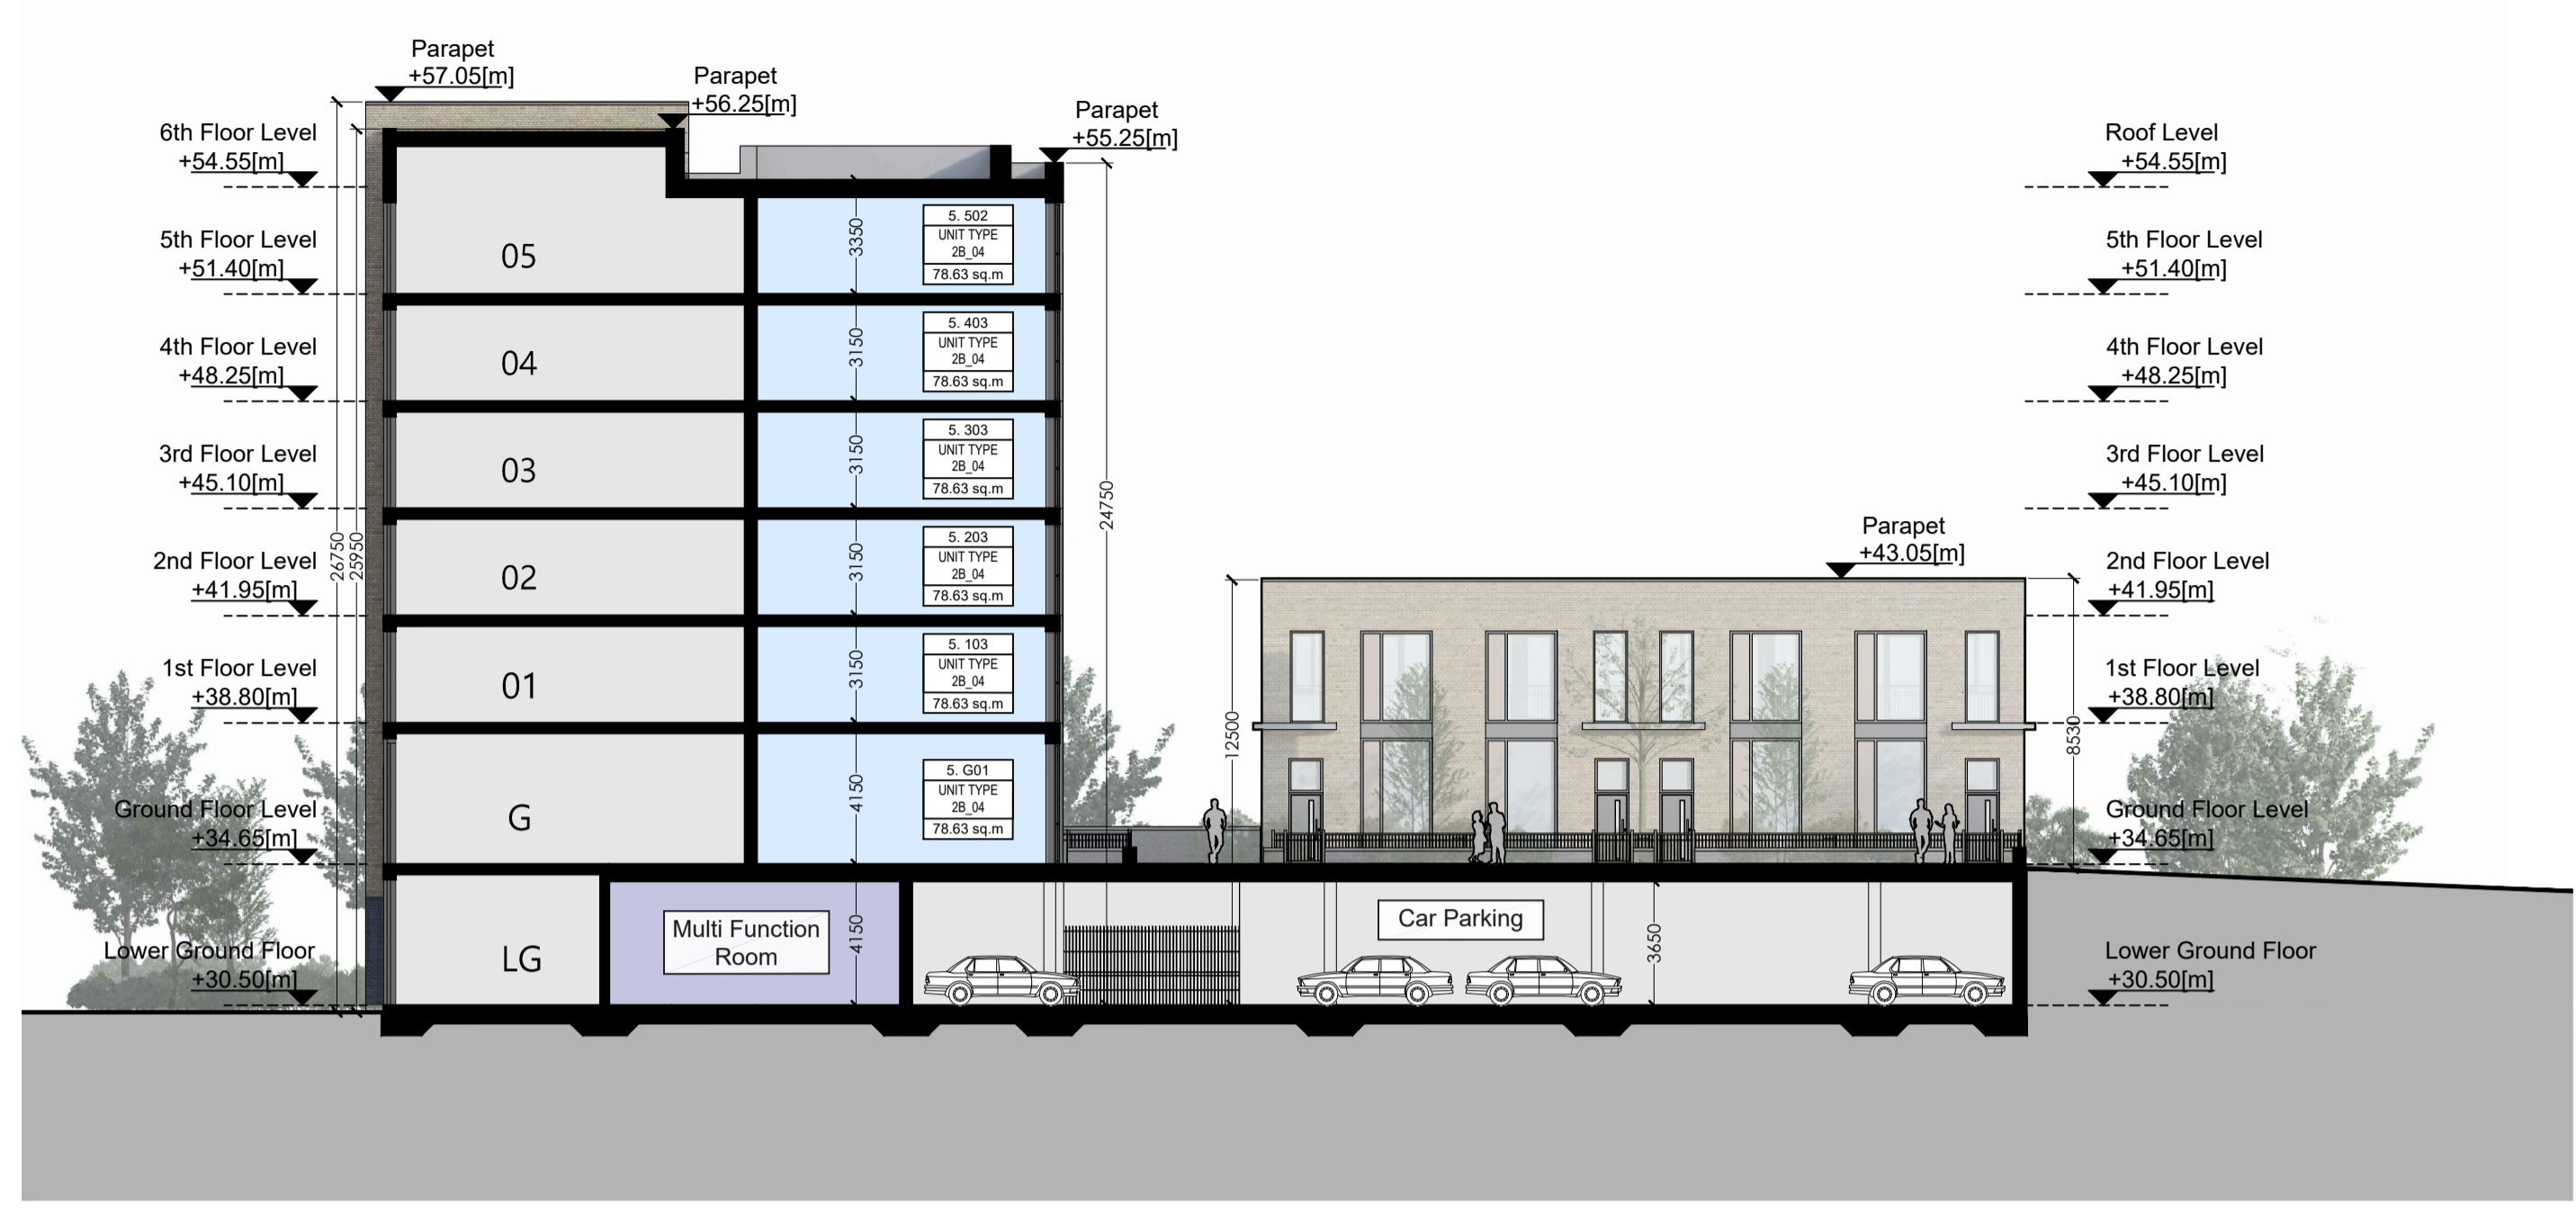 Parapet
+57.05[m]
Parapet
+56.25[m]
Parapet
+55.25[m]
6th Floor Level
+54.55[m]
5th Floor Level
+51.40[m]
4th Floor Level
+48.25[m]
3rd Floor Level
+45.10[m]
2nd Floor Level
+41.95[m]
1st Floor Level
+38.80[m]
Ground Floor Level
+34.65[m]
Lower Ground Floor
+30.50[m]
26750
25950
05
04
03
02
01
G
LG
3350
3150
3150
3150
3150
4150
4150
5. 502
UNIT TYPE
2B_04
78.63 sq.m
5. 403
UNIT TYPE
2B_04
78.63 sq.m
5. 303
UNIT TYPE
2B_04
78.63 sq.m
5. 203
UNIT TYPE
2B_04
78.63 sq.m
5. 103
UNIT TYPE
2B_04
78.63 sq.m
5. G01
UNIT TYPE
2B_04
78.63 sq.m
Multi Function
Room
24750
12500
Car Parking
3650
Parapet
+43.05[m]
8530
Roof Level
+54.55[m]
5th Floor Level
+51.40[m]
4th Floor Level
+48.25[m]
3rd Floor Level
+45.10[m]
2nd Floor Level
+41.95[m]
1st Floor Level
+38.80[m]
Ground Floor Level
+34.65[m]
Lower Ground Floor
+30.50[m]